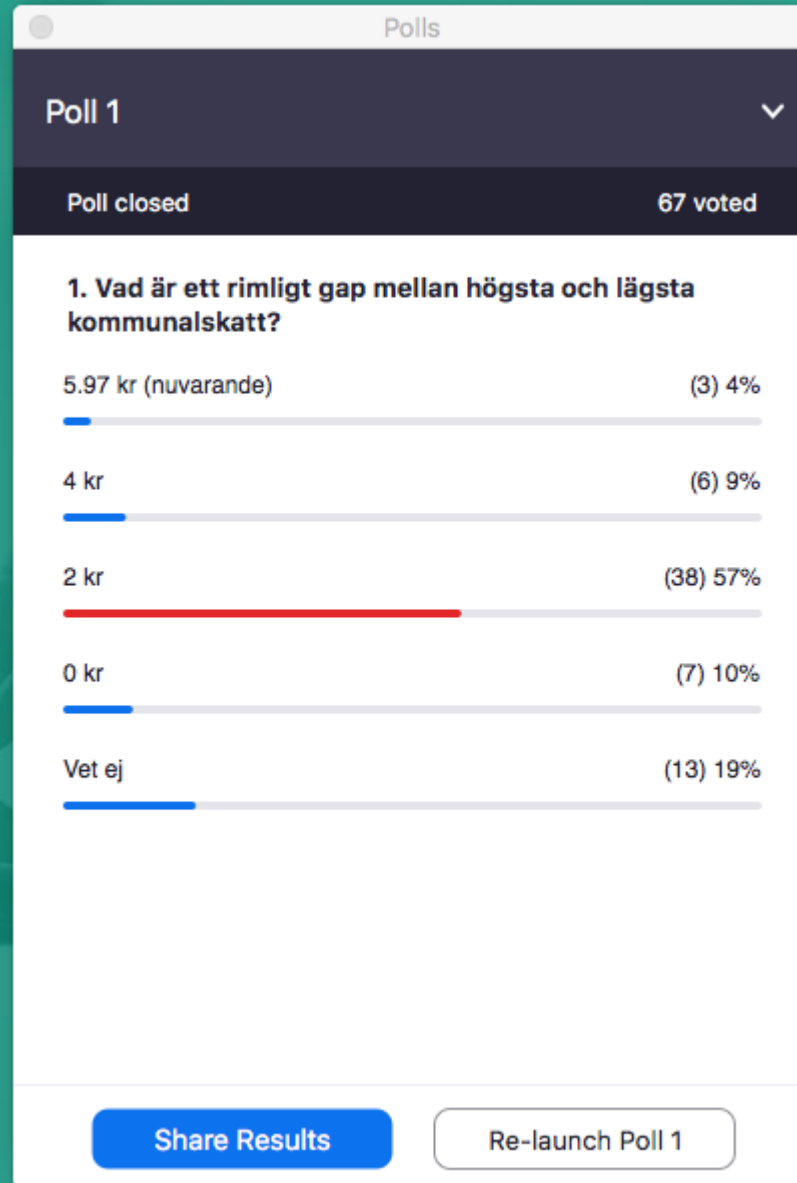 Polls
Poll 1
Poll closed 67 voted
1. Vad är ett rimligt gap mellan högsta och lägsta
kommunalskatt?
5.97 kr (nuvarande) (3) 4%
4 kr (6) 9%
2 kr (38) 57%
0 kr (7) 10%
Vet ej (13) 19%
Share Results Re-launch Poll 1